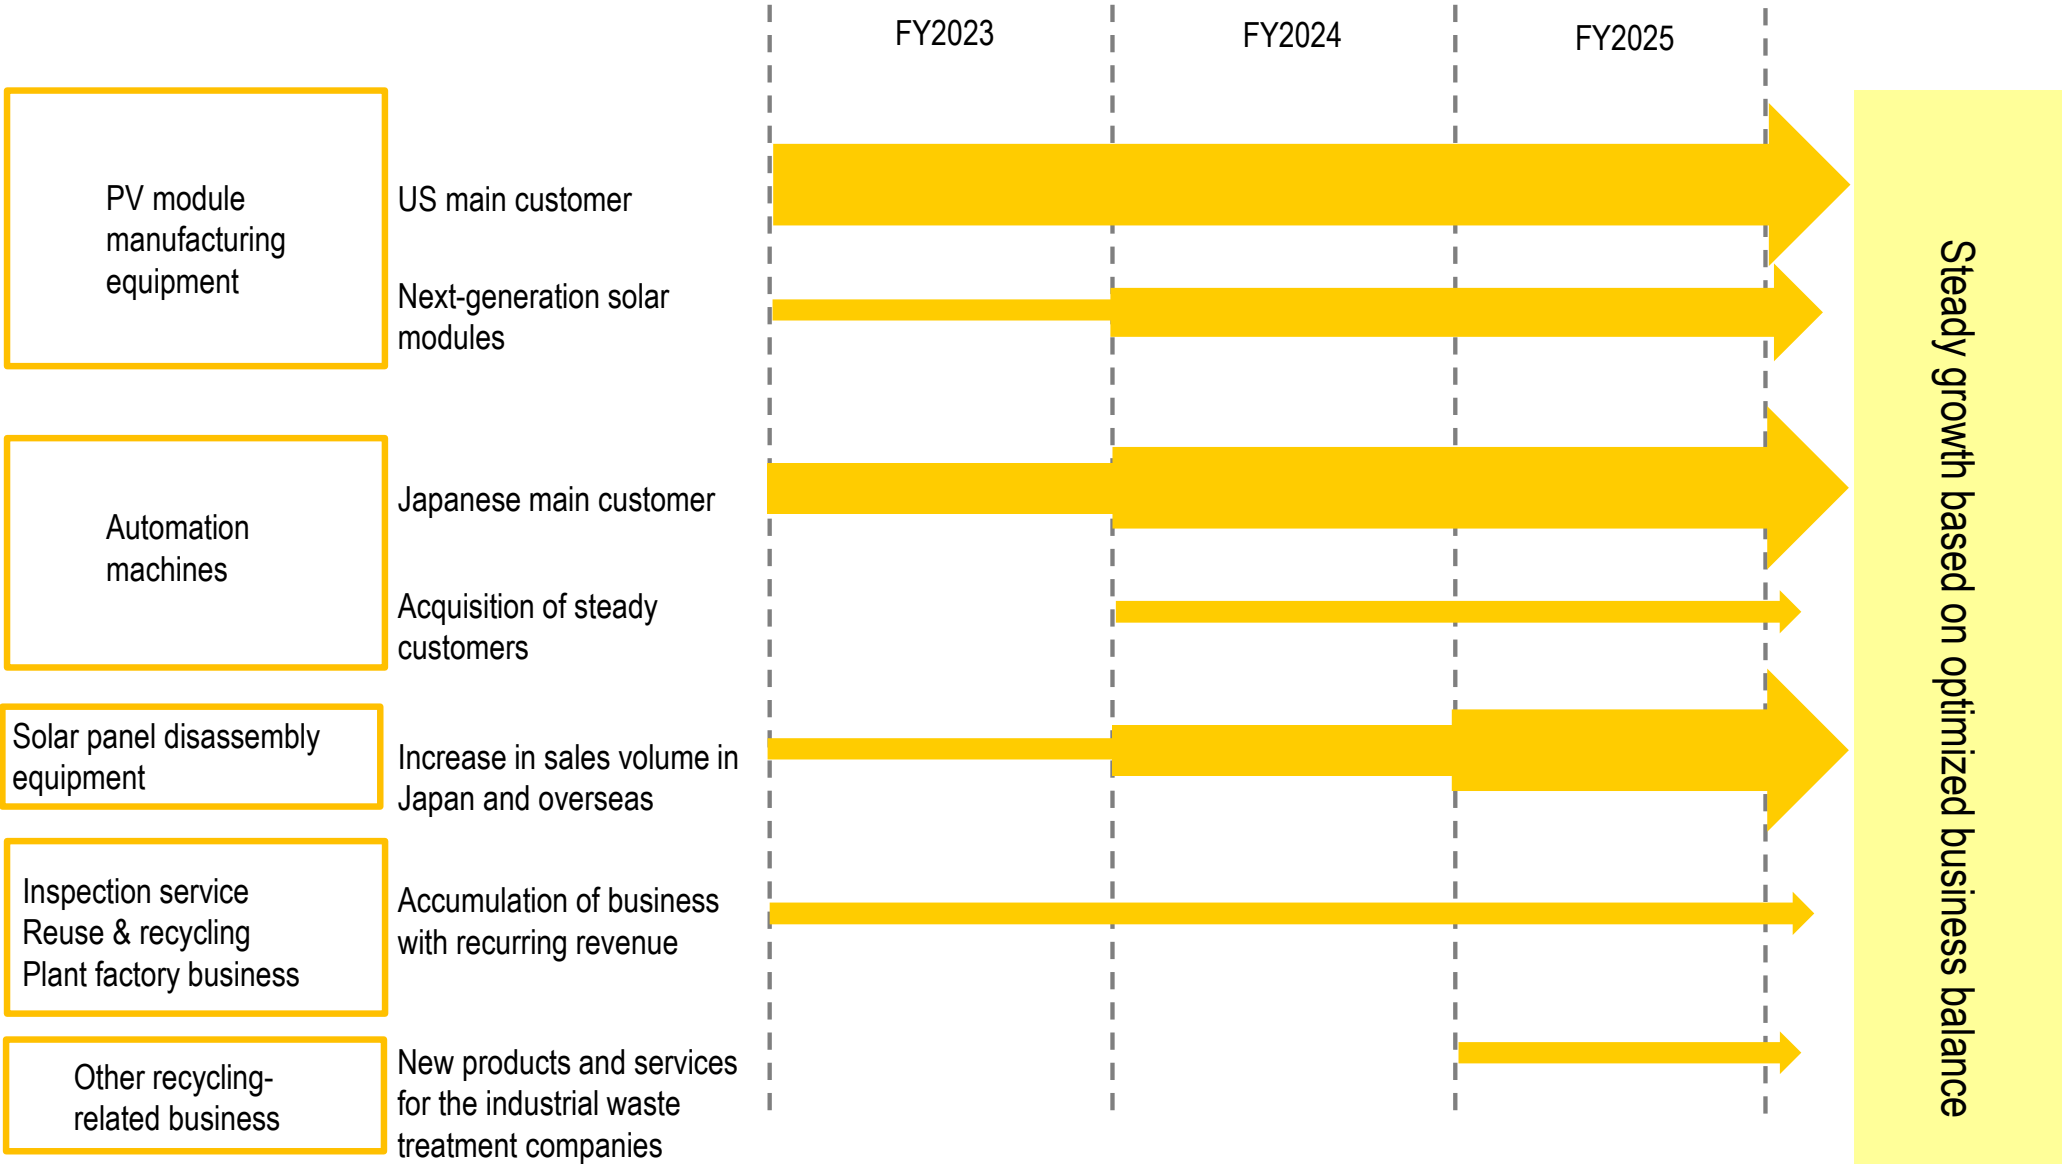 FY2023
FY2024
FY2025
PV module
manufacturing
equipment
US main customer
Next-generation solar
modules
Automation
machines
Japanese main customer
Acquisition of steady
customers
Solar panel disassembly
equipment
Increase in sales volume in
Japan and overseas
Inspection service
Reuse & recycling
Plant factory business
Accumulation of business
with recurring revenue
Other recycling-
related business
New products and services
for the industrial waste
treatment companies
Steady growth based on optimized business balance